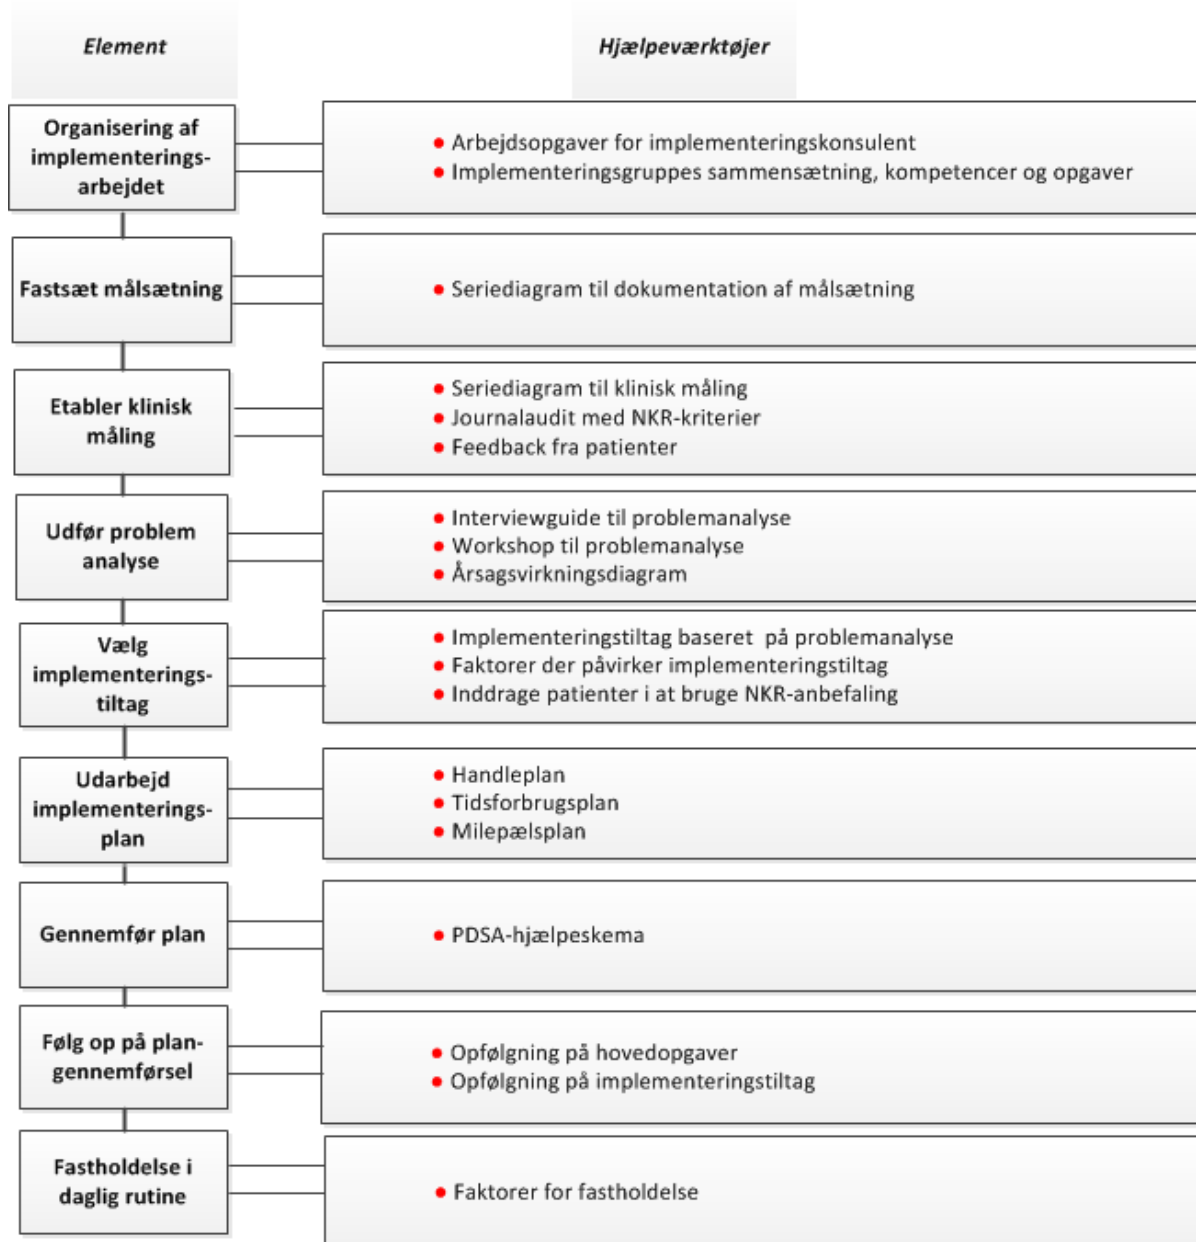 Element
Hjælpeværktøjer
Organisering af
implementerings-
arbejdet
• Arbejdsopgaver for implementeringskonsulent
• Implementeringsgruppes sammensætning, kompetencer og opgaver
Fastsæt målsætning
• Seriediagram til dokumentation af målsætning
Etabler klinisk
måling
• Seriediagram til klinisk måling
• Journalaudit med NKR-kriterier
• Feedback fra patienter
Udfør problem
analyse
• Interviewguide til problemanalyse
• Workshop til problemanalyse
• Årsagsvirkningsdiagram
Vælg
implementerings-
tiltag
• Implementeringstiltag baseret  på problemanalyse
• Faktorer der påvirker implementeringstiltag
• Inddrage patienter i at bruge NKR-anbefaling
Udarbejd
implementerings-
plan
• Handleplan
• Tidsforbrugsplan
• Milepælsplan
Gennemfør plan
• PDSA-hjælpeskema
Følg op på plan-
gennemførsel
• Opfølgning på hovedopgaver
• Opfølgning på implementeringstiltag
Fastholdelse i
daglig rutine
• Faktorer for fastholdelse